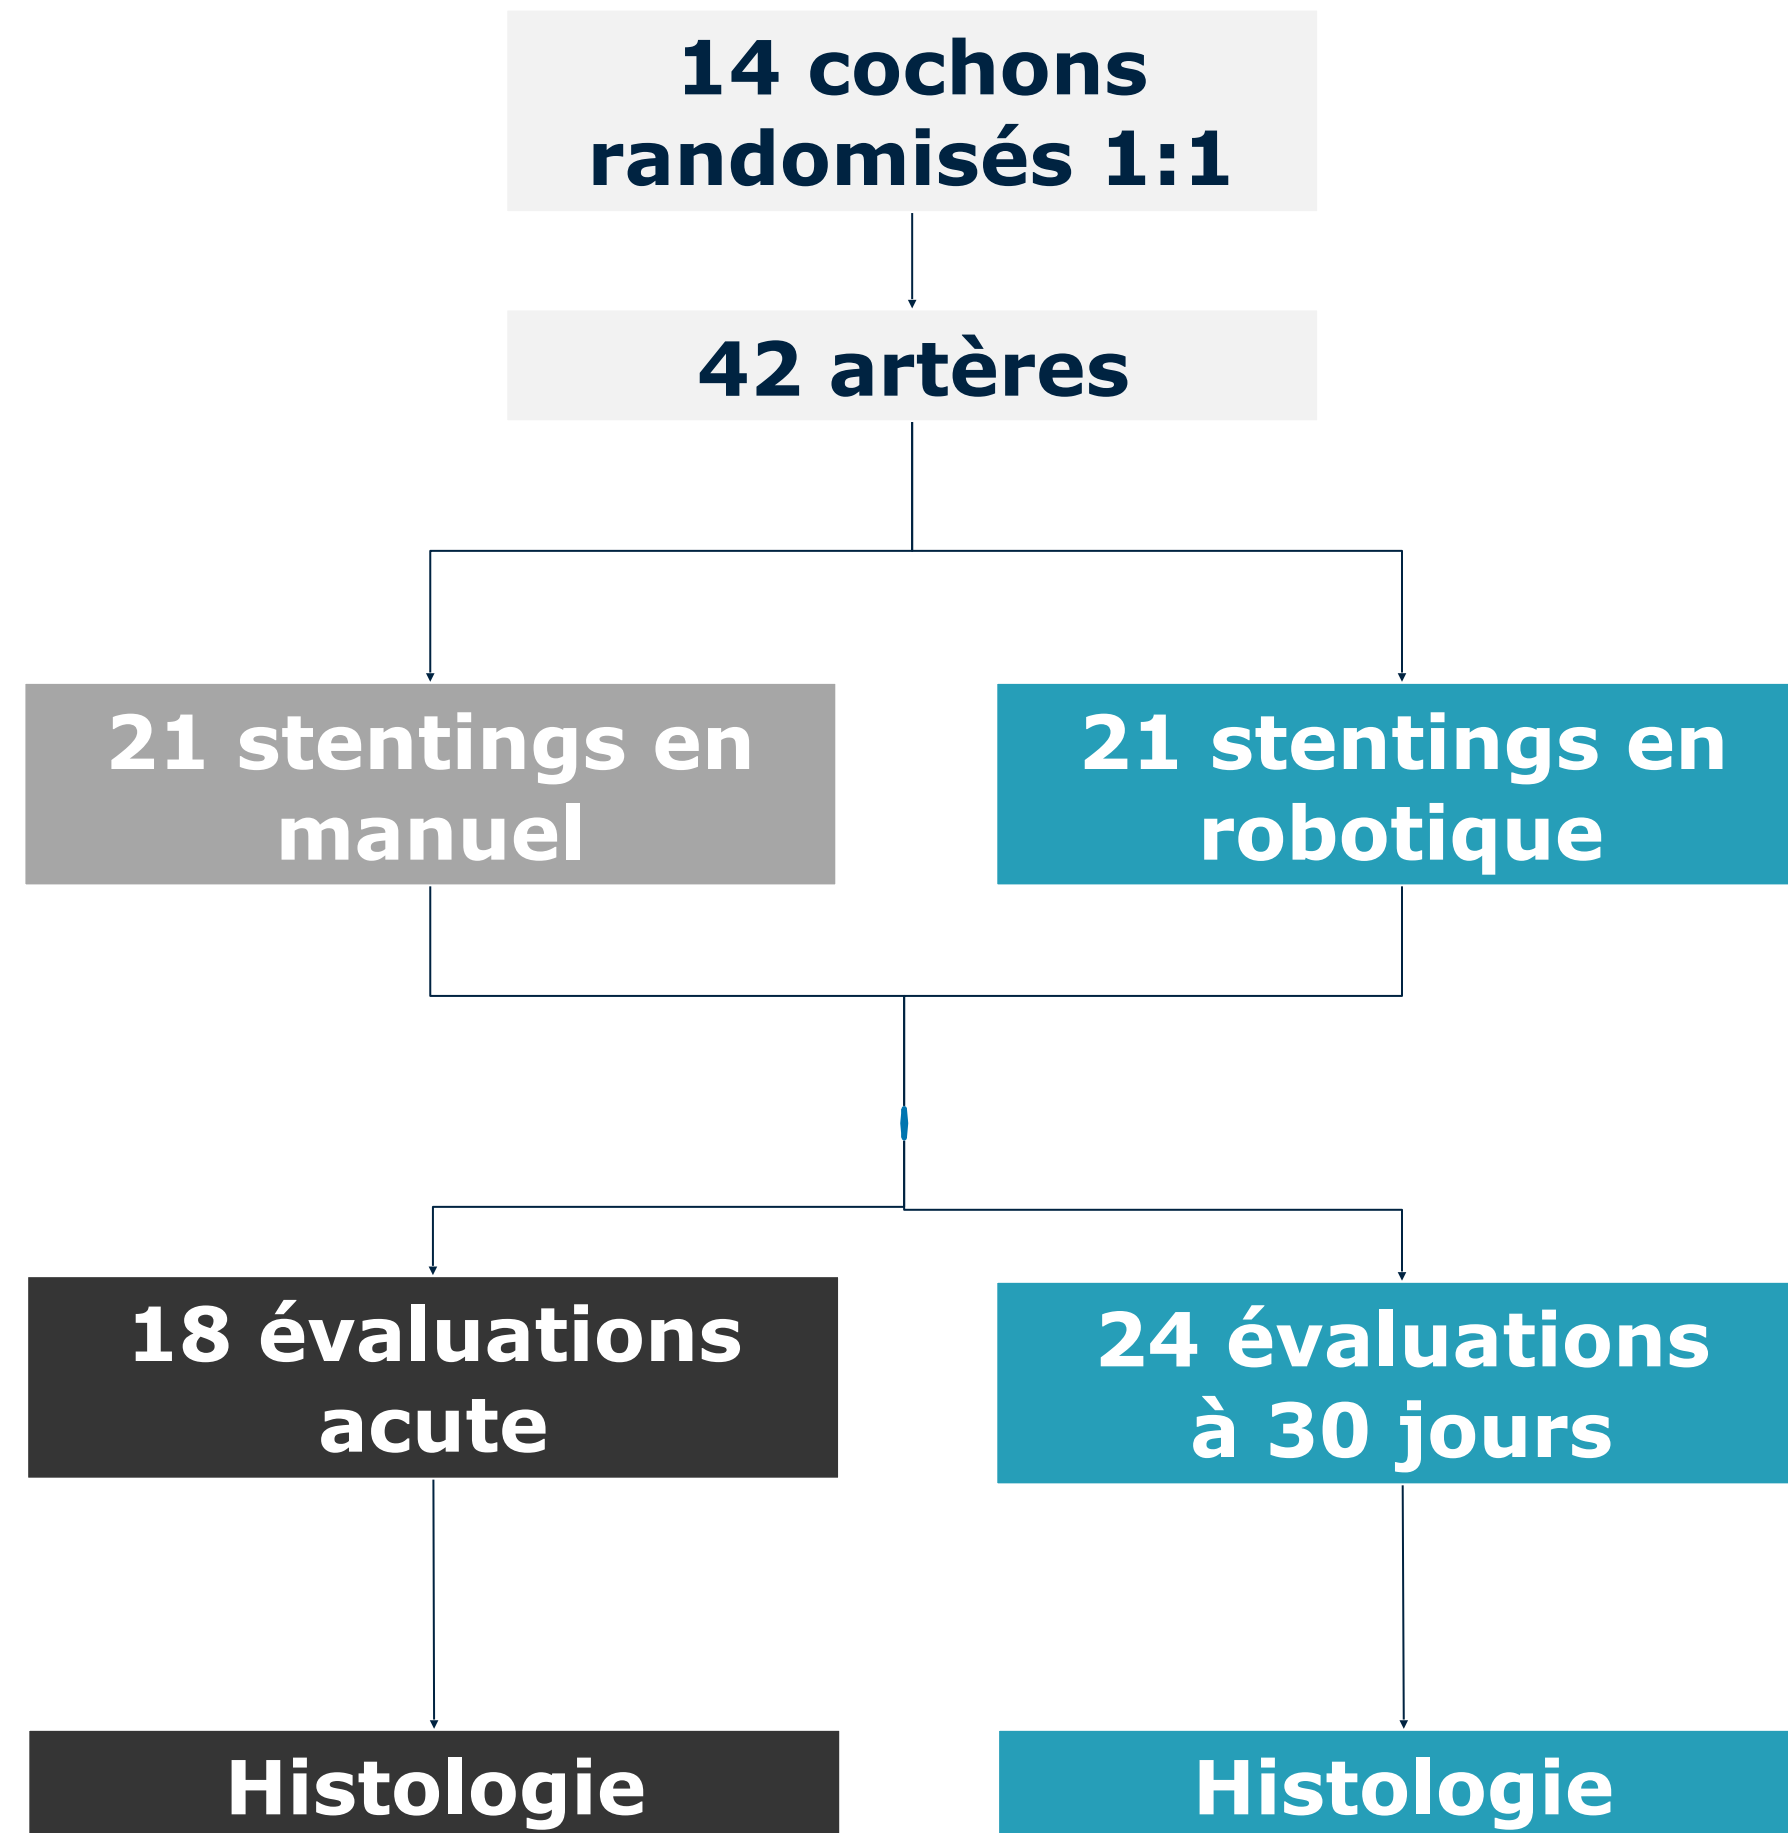 14 cochons
randomisés 1:1
42 artères
21 stentings en
manuel
21 stentings en
robotique
18 évaluations
acute
24 évaluations
à 30 jours
Histologie
Histologie